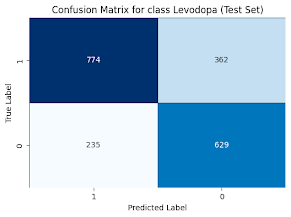 Confusion Matrix for class Levodopa (Test Set)
True Label
1
774
362
0
235
629
1
0
Predicted Label